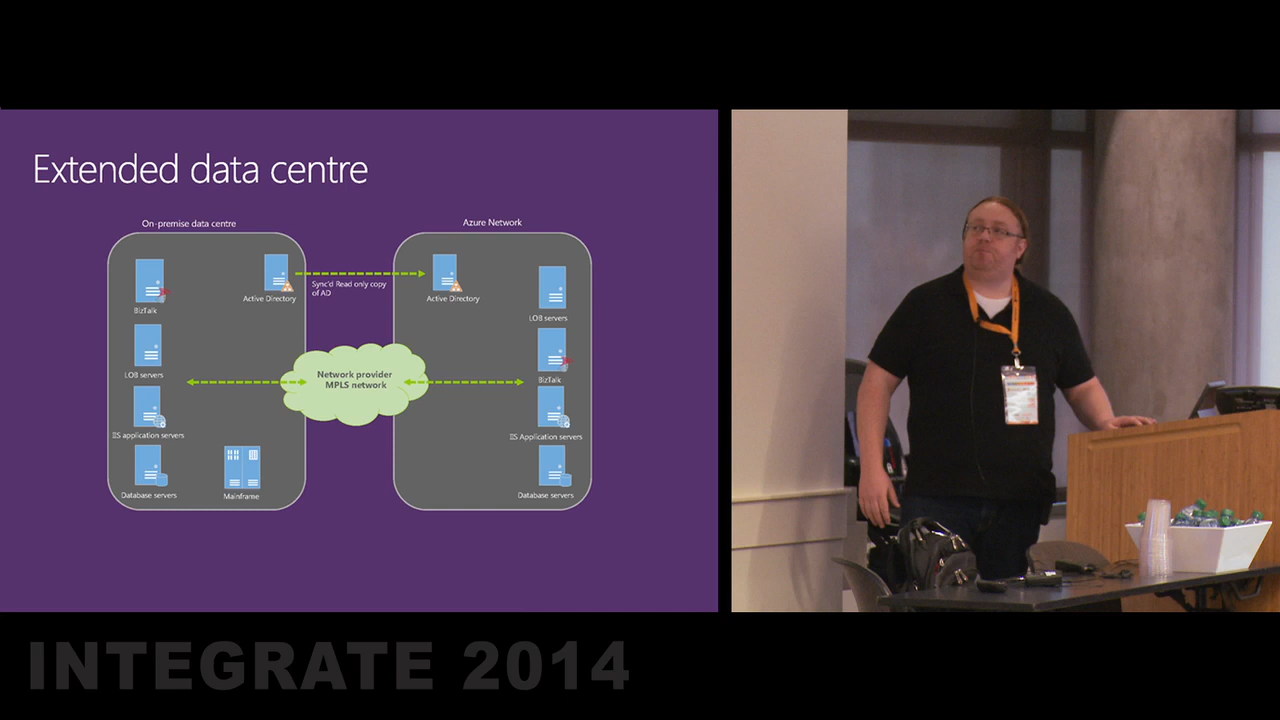 Extended data centre
On-premise data centre
Azure Network
BizTalk
Active Directory
Sync'd Read only copy
of AD
Active Directory
LOB servers
LOB servers
Network provider
MPLS network
BizTalk
IIS application servers
IIS Application servers
Database servers
Mainframe
Database servers
INTEGRATE 2014